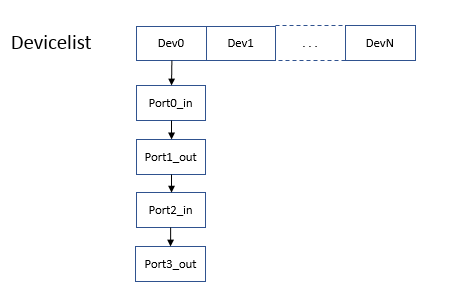 Devicelist
Dev0 Dev1 ... DevN
Port0_in
Port1_out
Port2_in
Port3_out